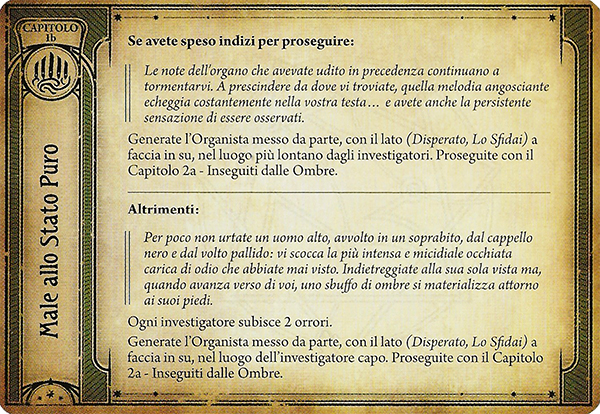 CAPITOLO
1b
Male allo Stato Puro
Se avete speso indizi per proseguire:
Le note dell'organo che avevate udito in precedenza continuano a
tormentarvi. A prescindere da dove vi troviate, quella melodia angosciante
echeggia costantemente nella vostra testa… e avete anche la persistente
sensazione di essere osservati.
Generate l'Organista messo da parte, con il lato (Disperato, Lo Sfidai) a
faccia in su, nel luogo più lontano dagli investigatori. Proseguite con il
Capitolo 2a - Inseguiti dalle Ombre.
Altrimenti:
Per poco non urtate un uomo alto, avvolto in un soprabito, dal cappello
nero e dal volto pallido: vi scocca la più intensa e micidiale occhiata
carica di odio che abbiate mai visto. Indietreggiate alla sua sola vista ma,
quando avanza verso di voi, uno sbuffo di ombre si materializza attorno
ai suoi piedi.
Ogni investigatore subisce 2 orrori.
Generate l'Organista messo da parte, con il lato (Disperato, Lo Sfidai) a
faccia in su, nel luogo dell'investigatore capo. Proseguite con il Capitolo
2a - Inseguiti dalle Ombre.